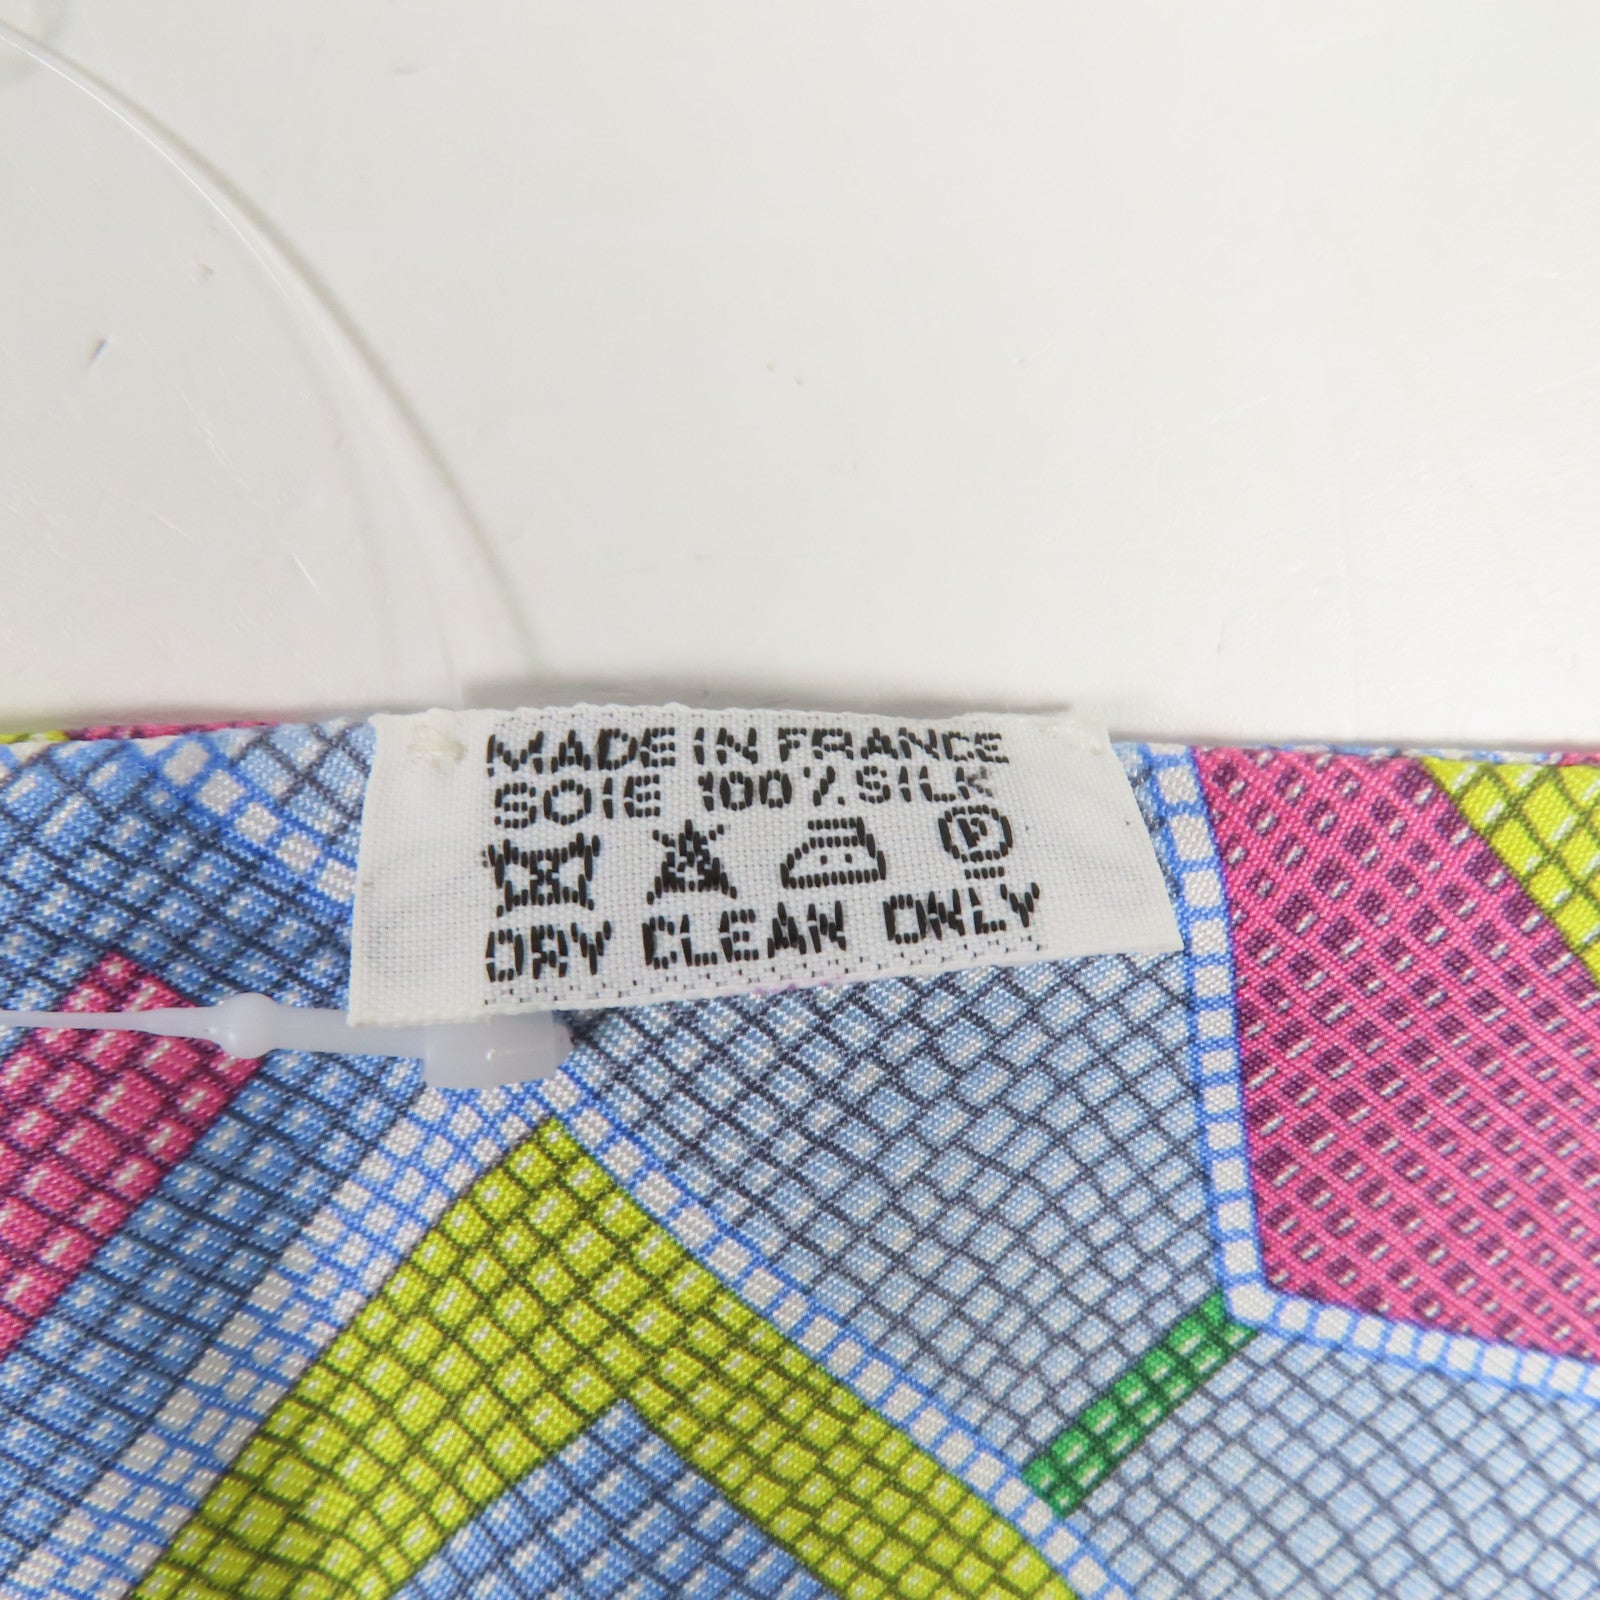 MADE IN FRANCE
SOIE 100% SILK
P
DRY CLEAN ONLY